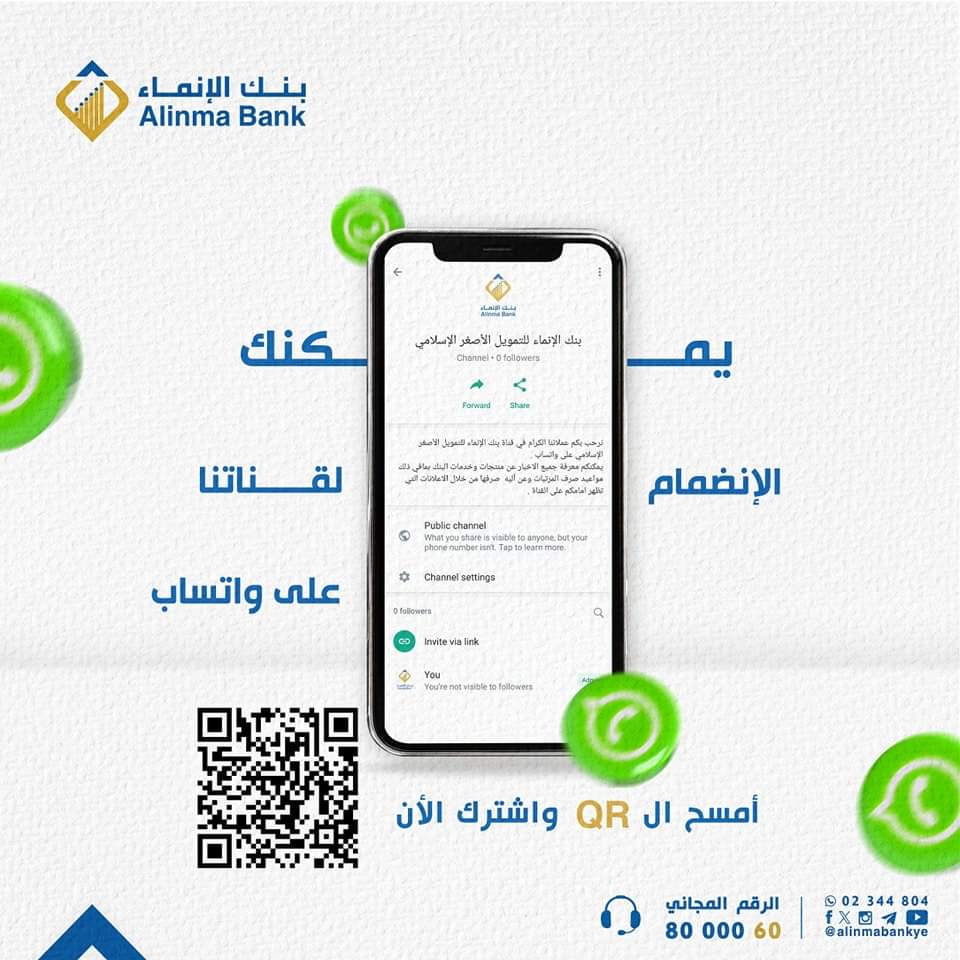 بنك الإنماء
Alinma Bank
بنك الإنماء
Alinma Bank
بنك الإنماء للتمويل الأصغر الإسلامي
Channel • 0 followers
Forward Share
يمكنك
نرحب بكم عملائنا الكرام في قناة بنك الإنماء للتمويل الأصغر
الإسلامي على واتساب .
يمكنكم معرفة جميع الاخبار عن منتجات وخدمات البنك بمافي ذلك
مواعيد صرف المرتبات وعن آليه صرفها من خلال الاعلانات التي
تظهر امامكم على القناة .
الإنضمام لقناتنا
Public channel
What you share is visible to anyone, but your
phone number isn't. Tap to learn more.
Channel settings
على واتساب
0 followers
Invite via link
You
You're not visible to followers
أمسح ال QR واشترك الأن
الرقم المجاني
80 000 60
02 344 804
@alinmabankye